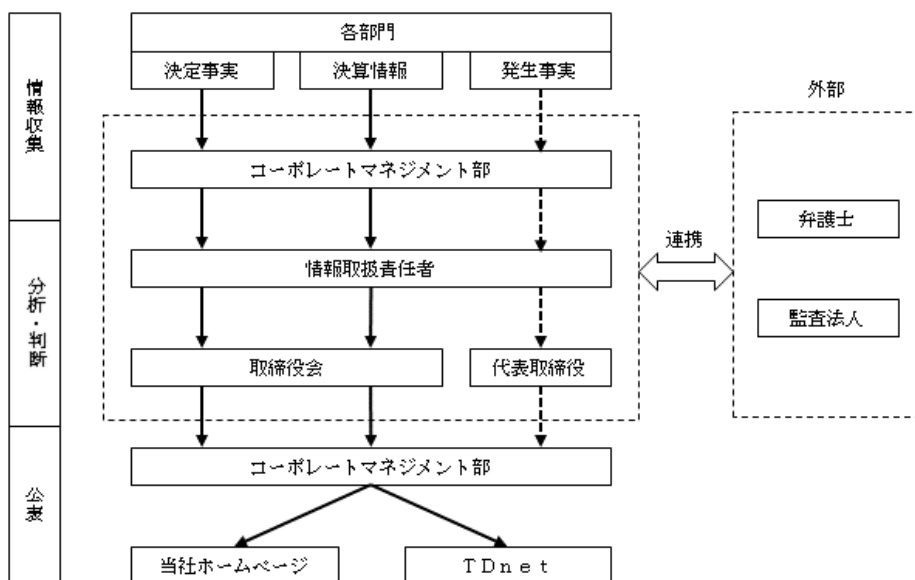 各部門
決定事実
決算情報
発生事実
情報収集
外部
コーポレートマネジメント部
弁護士
連携
情報取扱責任者
分析・判断
監査法人
取締役会
代表取締役
コーポレートマネジメント部
公表
当社ホームページ
ＴＤｎｅｔ